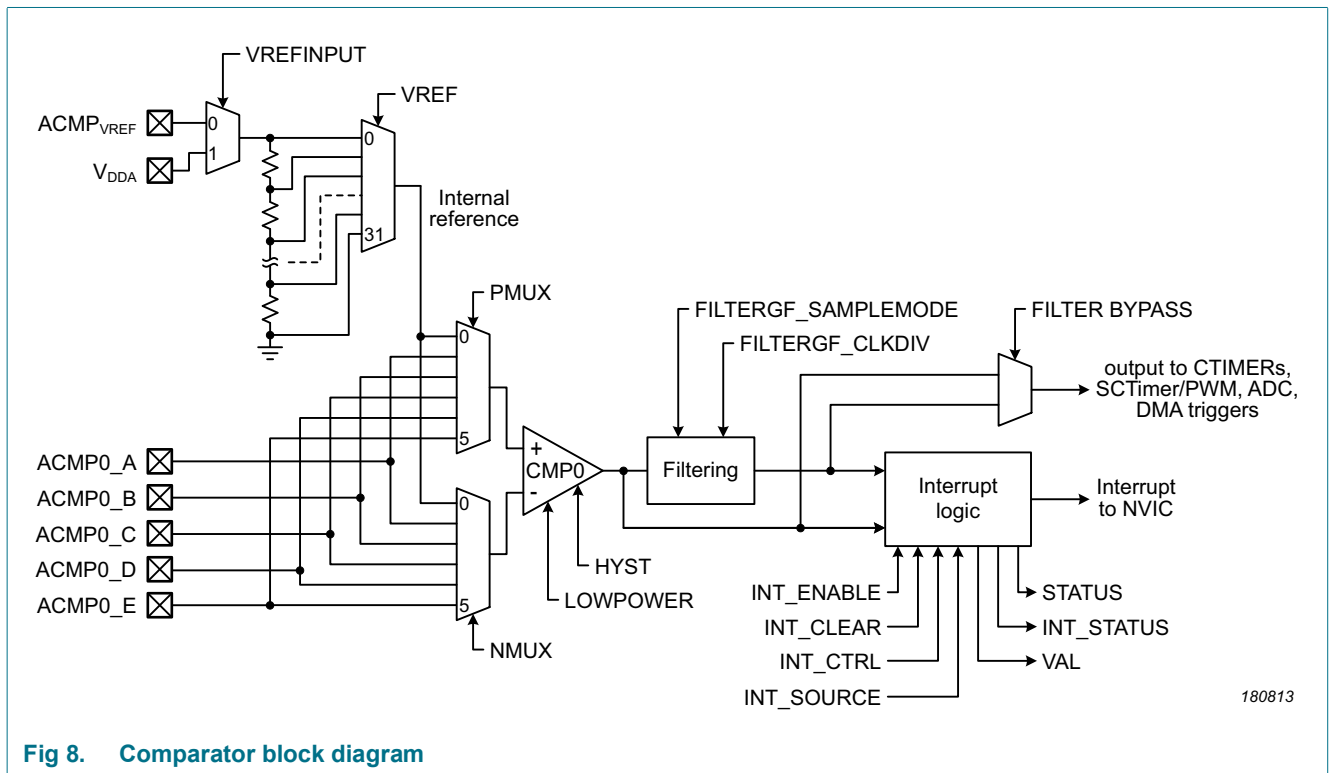 VREFINPUT
VREF
ACMPVREF
0
VDDA
1
0
31
Internal
reference
PMUX
0
5
FILTERGF_SAMPLEMODE
FILTERGF_CLKDIV
FILTER BYPASS
output to CTIMERs,
SCTimer/PWM, ADC,
DMA triggers
ACMP0_A
ACMP0_B
ACMP0_C
ACMP0_D
ACMP0_E
+
CMP0
-
Filtering
0
5
NMUX
HYST
LOWPOWER
Interrupt
logic
Interrupt
to NVIC
INT_ENABLE
INT_CLEAR
INT_CTRL
INT_SOURCE
STATUS
INT_STATUS
VAL
180813
Fig 8. Comparator block diagram